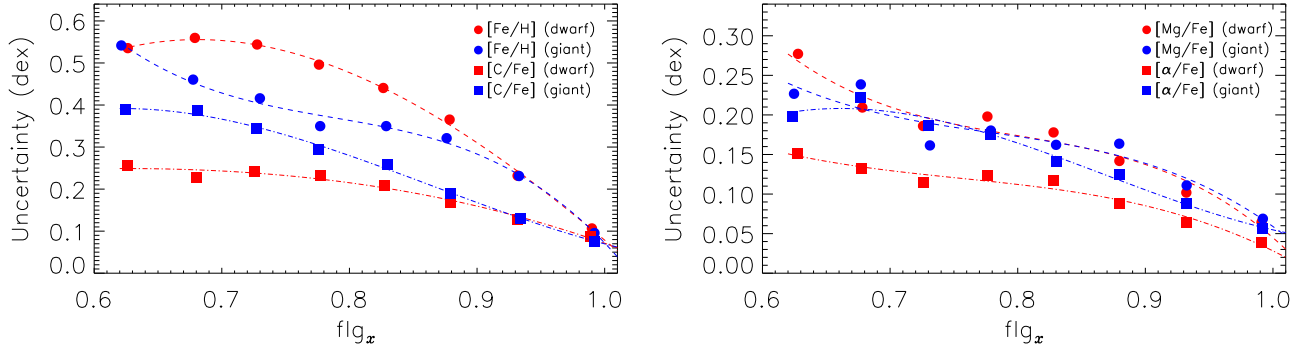 0.6
0.5
0.4
0.3
0.2
0.1
0.0
Uncertainty (dex)
[Fe/H] (dwarf)
[Fe/H] (giant)
[C/Fe] (dwarf)
[C/Fe] (giant)
0.6 0.7 0.8 0.9 1.0
flgₓ
0.30
0.25
0.20
0.15
0.10
0.05
0.00
Uncertainty (dex)
[Mg/Fe] (dwarf)
[Mg/Fe] (giant)
[α/Fe] (dwarf)
[α/Fe] (giant)
0.6 0.7 0.8 0.9 1.0
flgₓ